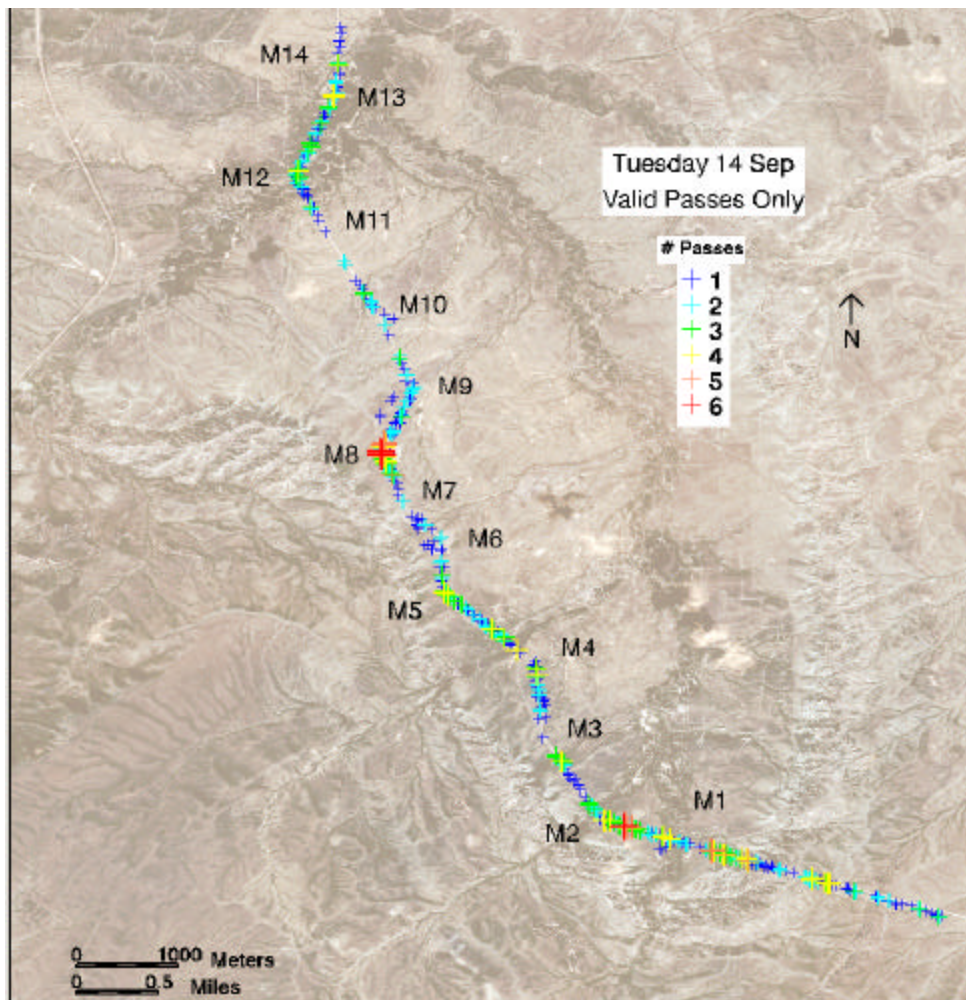 M14
M13
Tuesday 14 Sep
M12
Valid Passes Only
M11
# Passes
1
2
M10
3
N
4
5
M9
6
M8
M7
M6
M5
M4
M3
M1
M2
0 1000 Meters
0 0.5 Miles